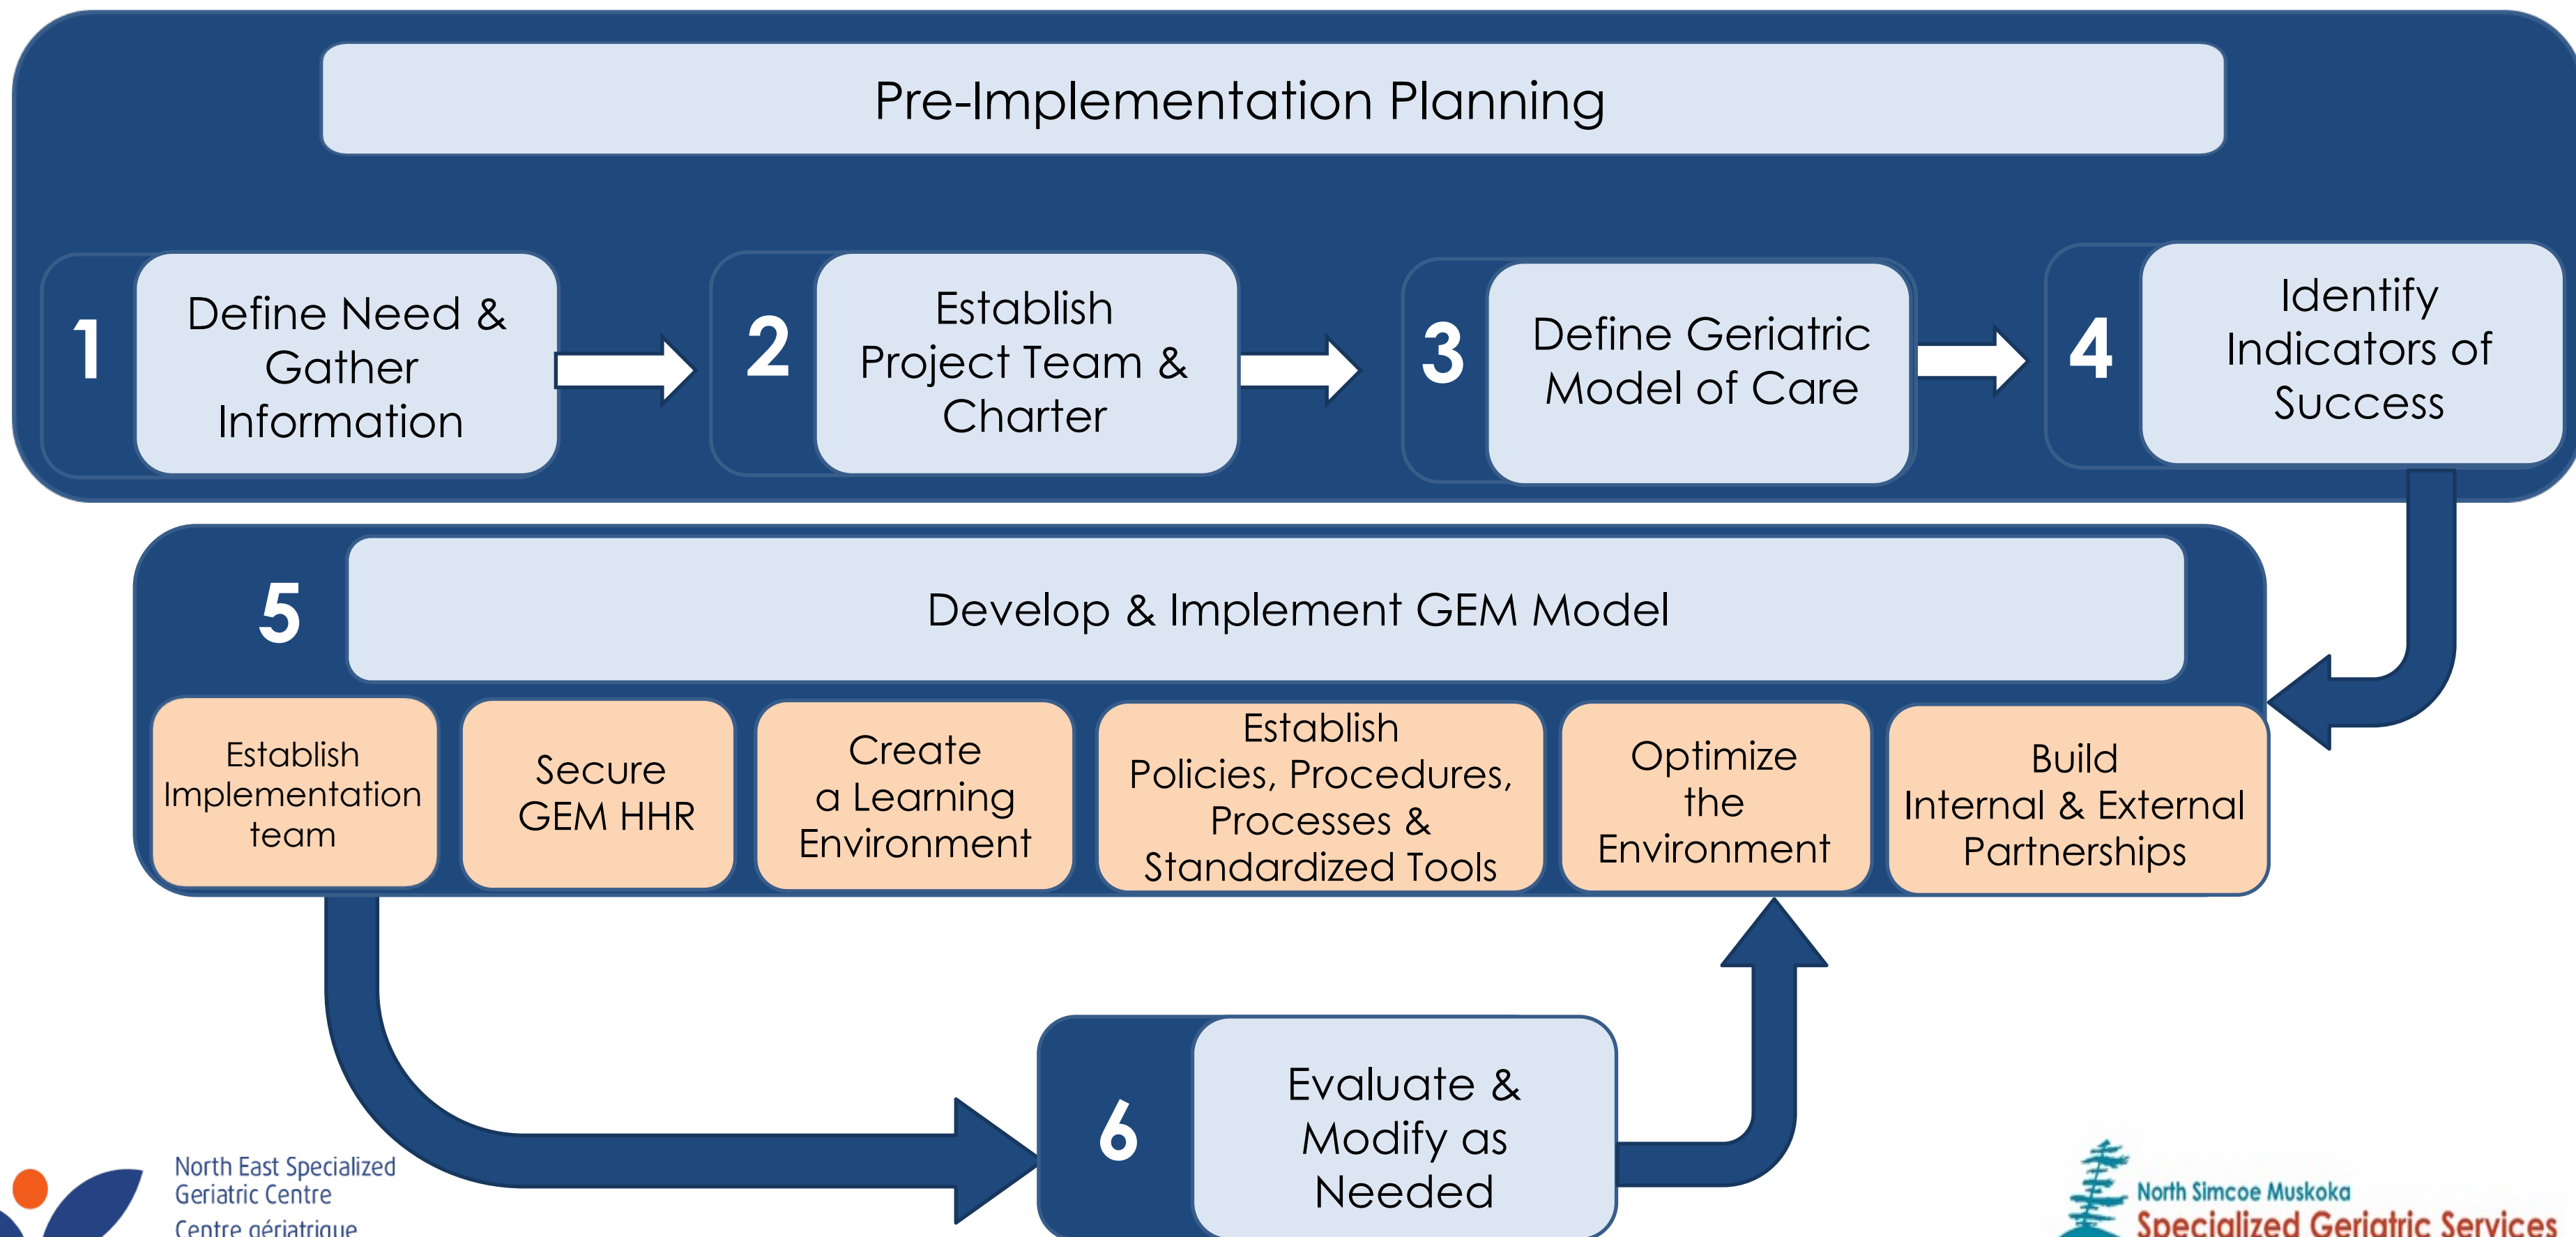 Pre-Implementation Planning
1
Define Need &
Gather
Information
2
Establish
Project Team &
Charter
3
Define Geriatric
Model of Care
4
Identify
Indicators of
Success
5
Develop & Implement GEM Model
Establish
Implementation
team
Secure
GEM HHR
Create
a Learning
Environment
Establish
Policies, Procedures,
Processes &
Standardized Tools
Optimize
the
Environment
Build
Internal & External
Partnerships
6
Evaluate &
Modify as
Needed
North East Specialized
Geriatric Centre
Centre gériatrique
North Simcoe Muskoka
Specialized Geriatric Services